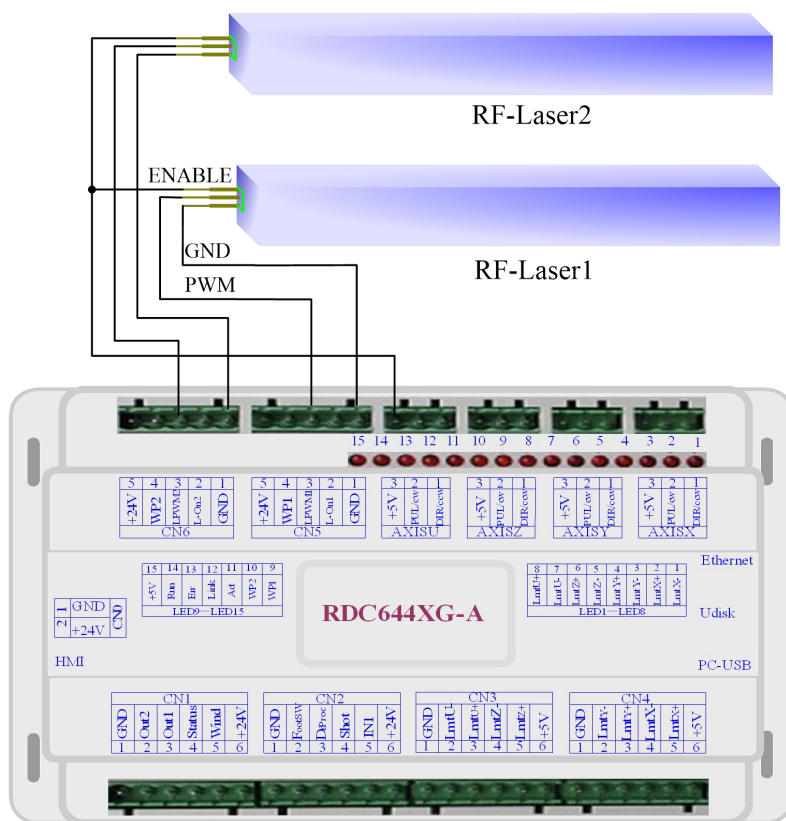 RF-Laser2
ENABLE
GND
RF-Laser1
PWM
15 14 13 12 11 10 9 8 7 6 5 4 3 2 1
5 4 3 2 1
+24V WP2 LPWM2 L-On2 GND
CN6
5 4 3 2 1
+24V WP1 LPWM1 L-On1 GND
CN5
3 2 1
+5V PUL/cw DIR/ccw
AXISU
3 2 1
+5V PUL/cw DIR/ccw
AXISZ
3 2 1
+5V PUL/cw DIR/ccw
AXISY
3 2 1
+5V PUL/cw DIR/ccw
AXISX
Ethernet
15 14 13 12 11 10 9
+5V Run Err Link Act WP2 WP1
LED9—LED15
8 7 6 5 4 3 2 1
LmtU+ LmtU- LmtZ+ LmtZ- LmtY+ LmtY- LmtX+ LmtX-
LED1—LED8
1 GND
2 +24V
CN0
RDC644XG-A
Udisk
HMI
PC-USB
CN1
GND Out2 Out1 Status Wind +24V
1 2 3 4 5 6
CN2
GND FootSW DrProc Shot IN1 +24V
1 2 3 4 5 6
CN3
GND LmtU- LmtU+ LmtZ- LmtZ+ +5V
1 2 3 4 5 6
CN4
GND LmtY- LmtY+ LmtX- LmtX+ +5V
1 2 3 4 5 6